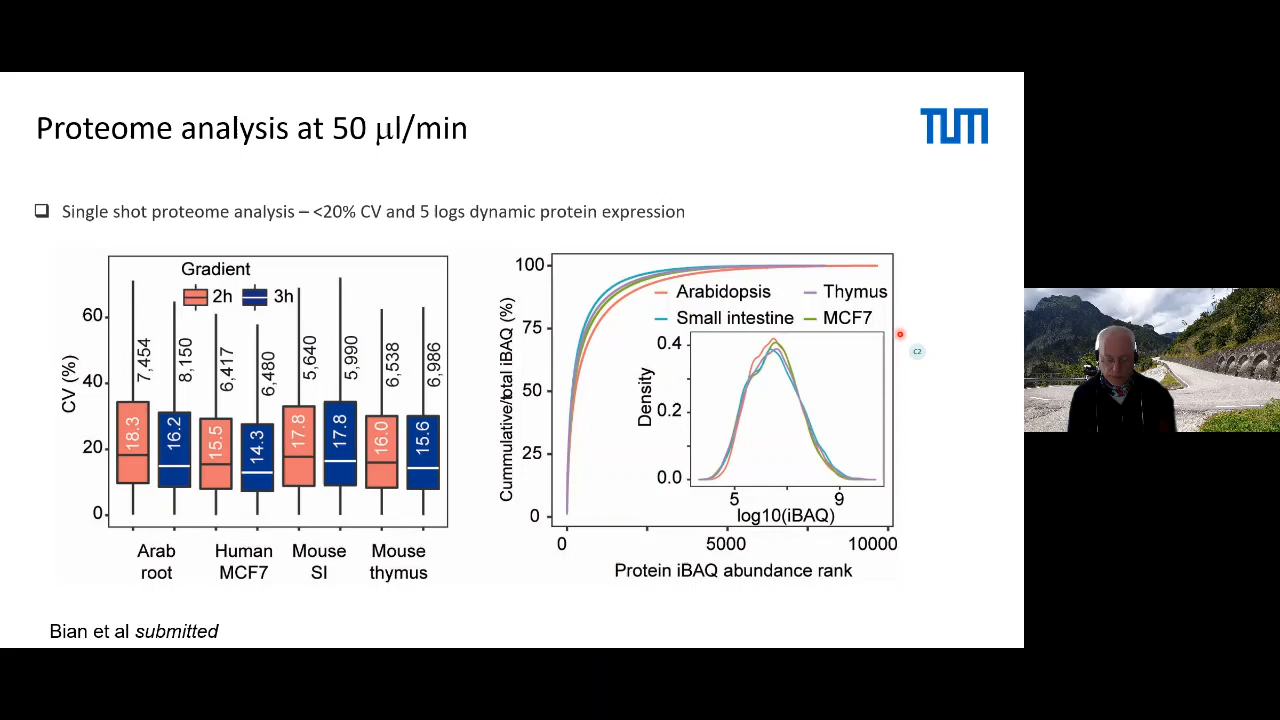 Proteome analysis at 50 μl/min
TUM
❑ Single shot proteome analysis – <20% CV and 5 logs dynamic protein expression
Gradient
2h 3h
CV (%)
60
40
20
0
7,454
8,150
6,417
6,480
5,640
5,990
6,538
6,986
18.3
16.2
15.5
14.3
17.8
17.8
16.0
15.6
Arab root
Human MCF7
Mouse SI
Mouse thymus
Cummulative/total iBAQ (%)
100
75
50
25
0
Arabidopsis Thymus
Small intestine MCF7
Density
0.4
0.2
0.0
5 9
log10(iBAQ)
0 5000 10000
Protein iBAQ abundance rank
C2
Bian et al submitted